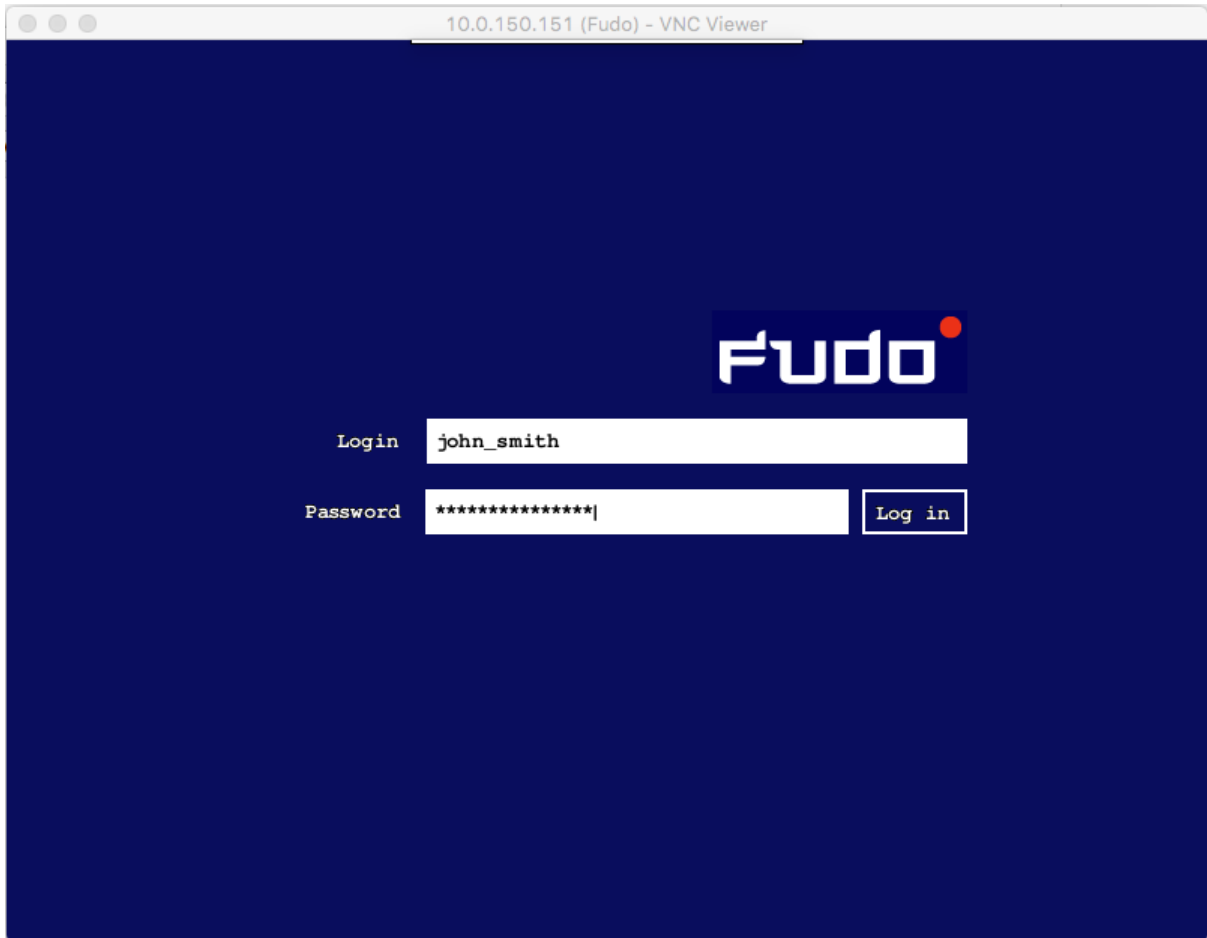 10.0.150.151 (Fudo) - VNC Viewer
Fudo
Login john_smith
Password *************** Log in